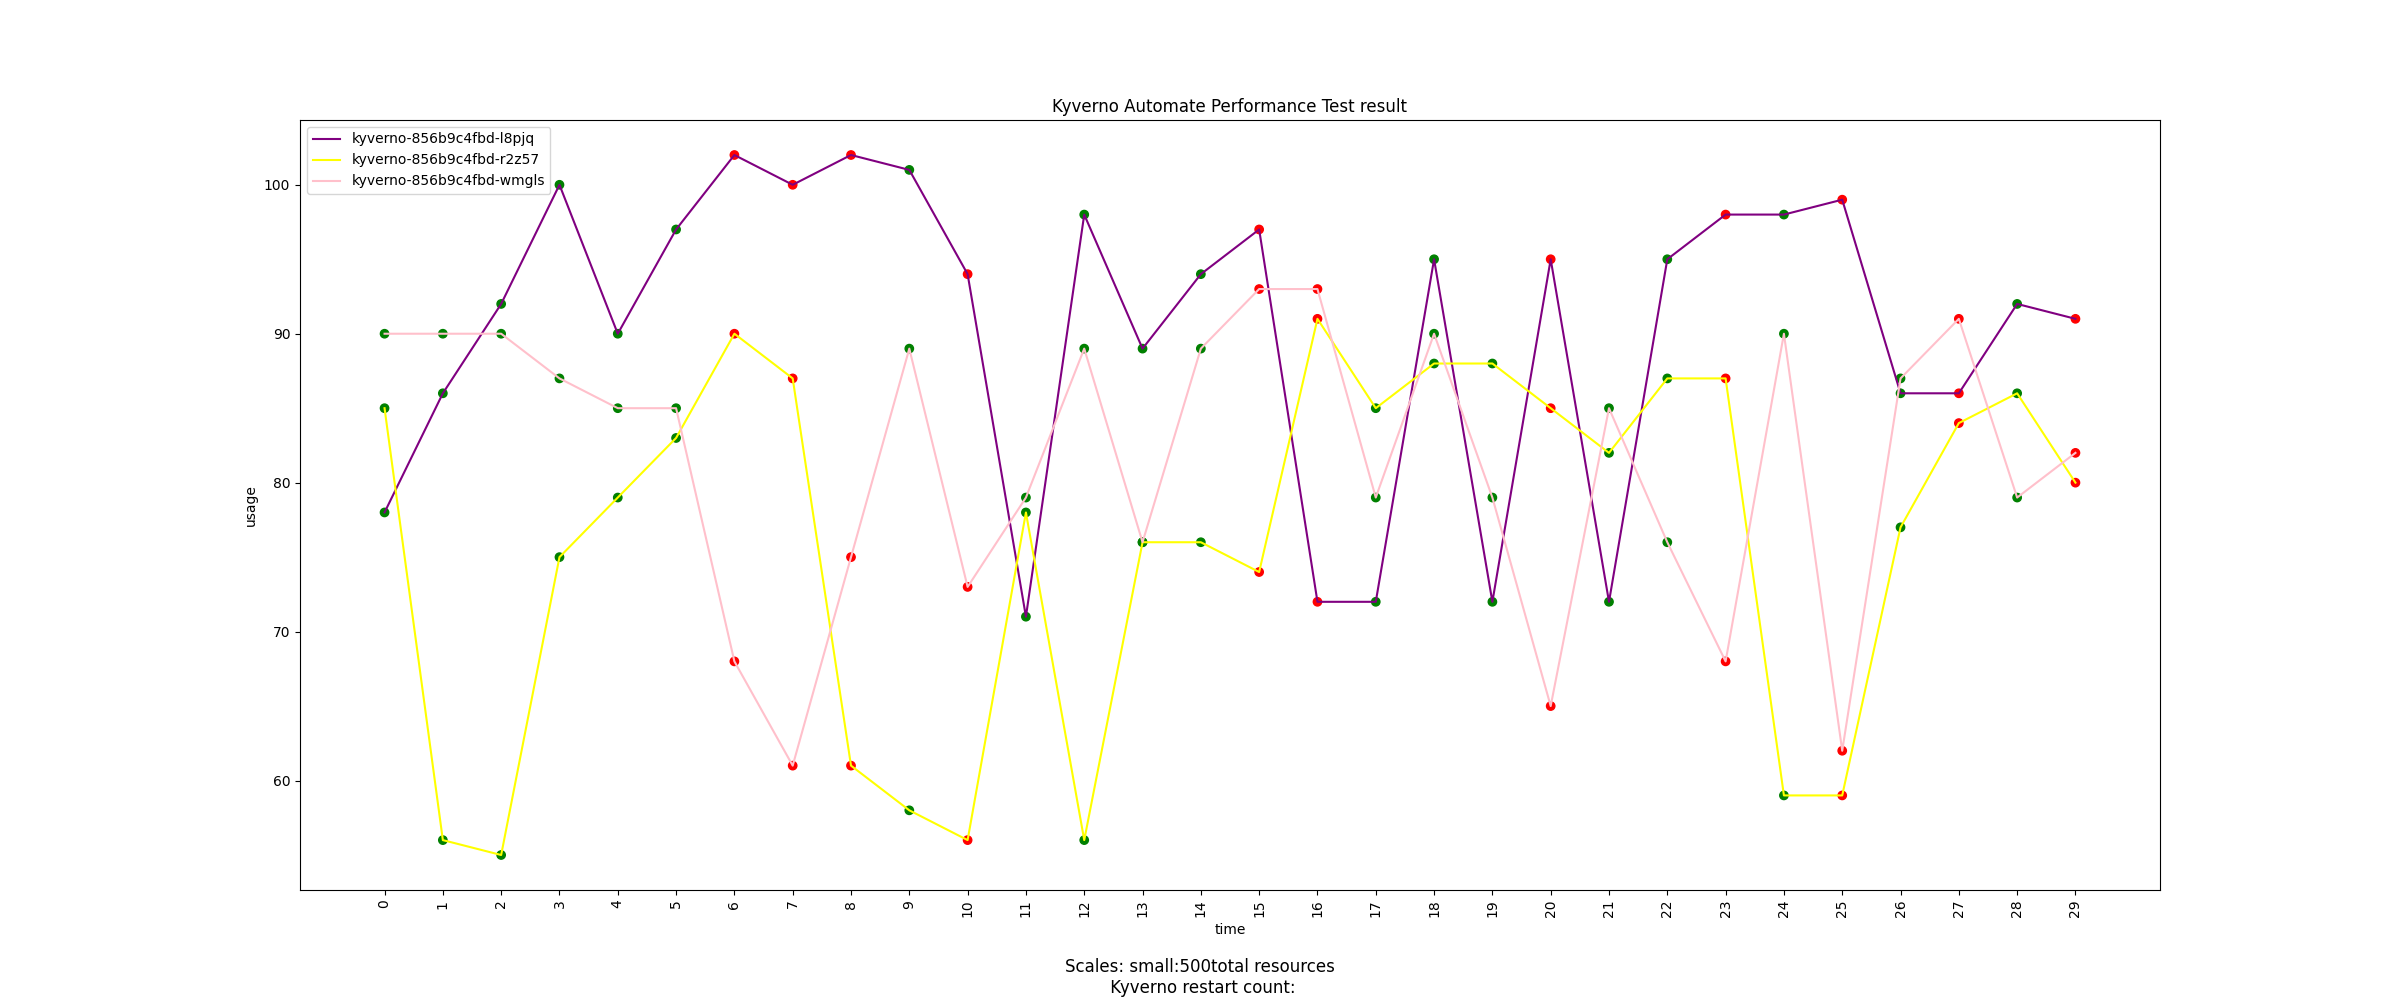 Kyverno Automate Performance Test result
kyverno-856b9c4fbd-l8pjq
kyverno-856b9c4fbd-r2z57
kyverno-856b9c4fbd-wmgls
100
90
80
70
60
usage
0 1 2 3 4 5 6 7 8 9 10 11 12 13 14 15 16 17 18 19 20 21 22 23 24 25 26 27 28 29
time
Scales: small:500total resources
Kyverno restart count: